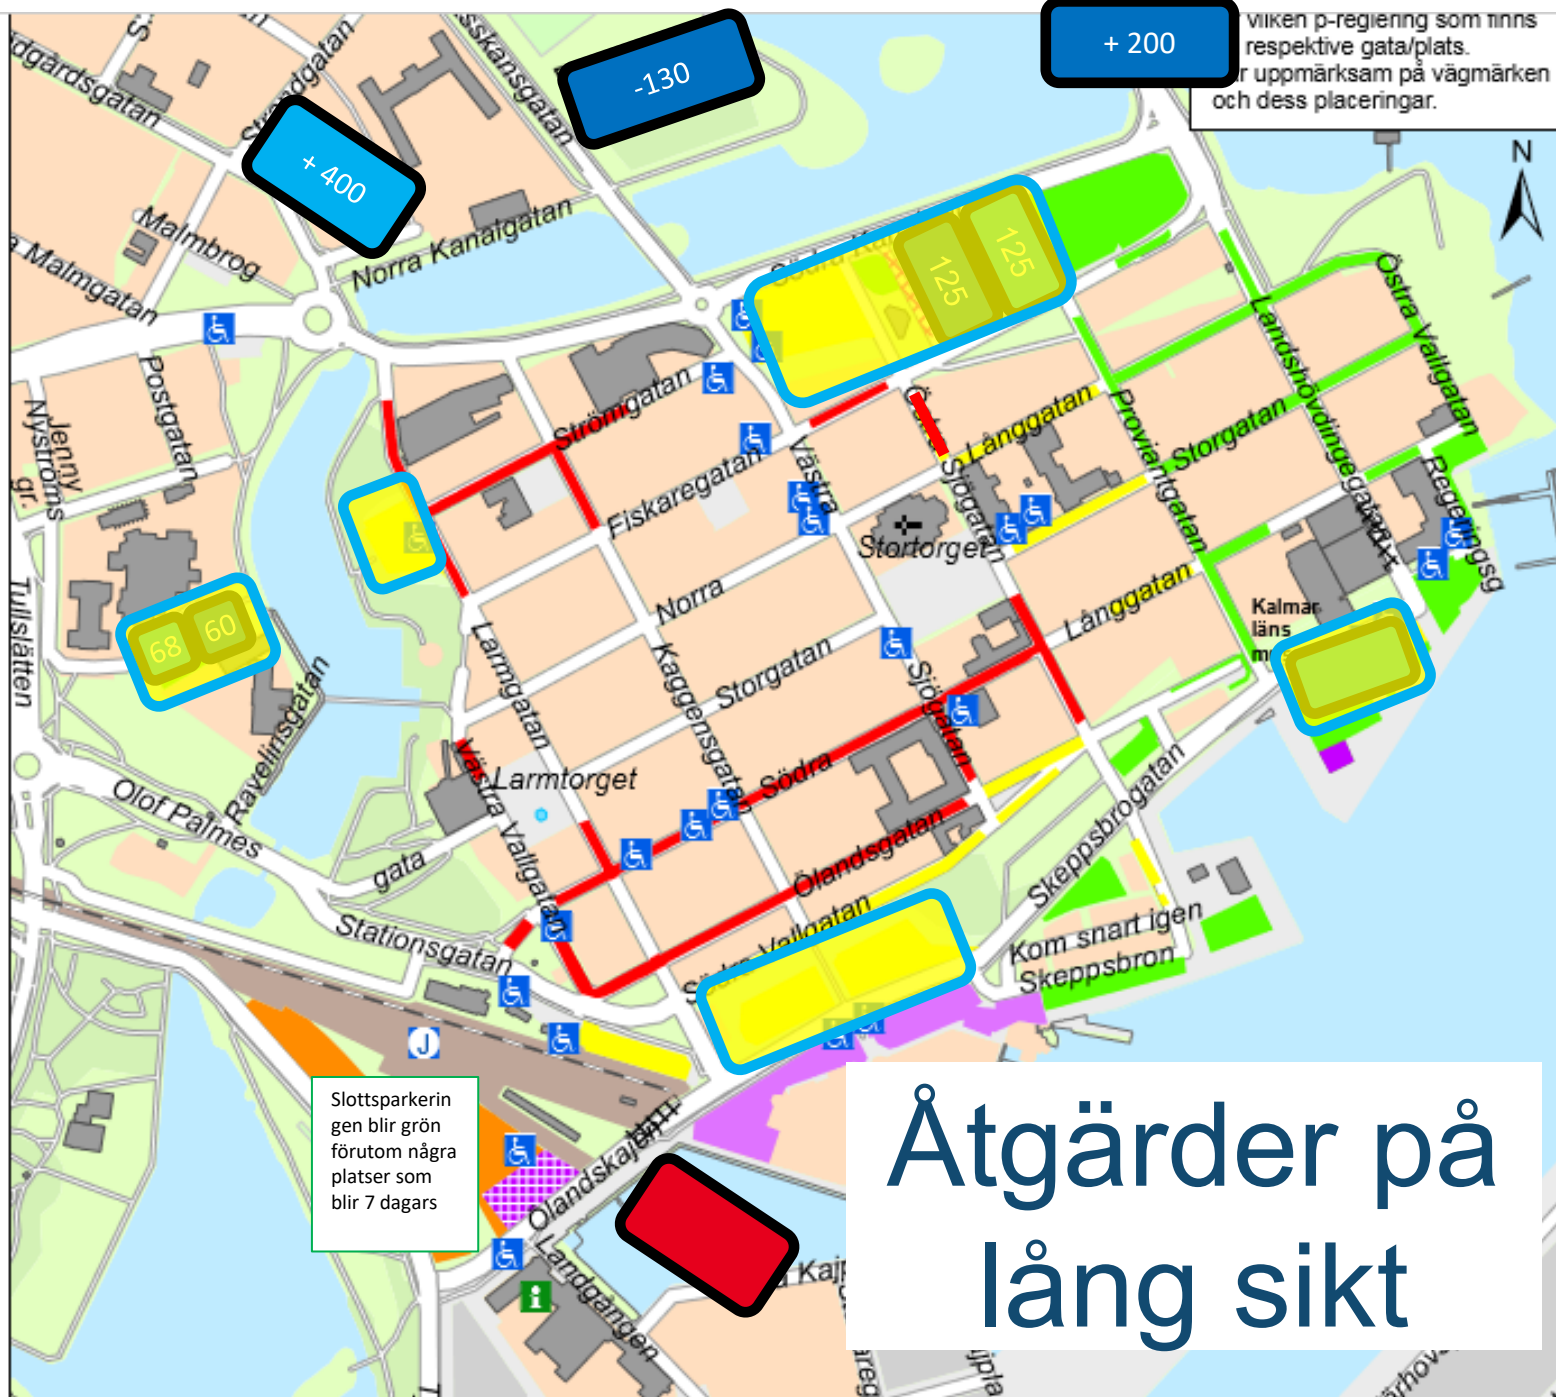 vilken p-reglering som finns
respektive gata/plats.
r uppmärksam på vägmärken
och dess placeringar.
+ 200
-130
+ 400
N
Strandgatan
Malmbrog
a Malmgatan
Norra Kanalgatan
125
125
Postgatan
Jenny
Nyströms
gr.
Tullslätten
Strömgatan
Fiskaregatan
Västra
Östra
Sjögatan
Långgatan
Proviantgatan
Storgatan
Landshövdingegatan
Östra Vallgatan
Regeringsg
Stortorget
Norra
Långgatan
Kalmar
läns
68
60
Larmgatan
Kaggensgatan
Storgatan
Sjögatan
Ravelinsgatan
Västra Vallgatan
Larmtorget
Södra
Olof Palmes
gata
Ölandsgatan
Södra Vallgatan
Skeppsbrogatan
Stationsgatan
Kom snart igen
Skeppsbron
J
Slottsparkerin
gen blir grön
förutom några
platser som
blir 7 dagars
Ölandskajen
Landgången
i
Åtgärder på
lång sikt